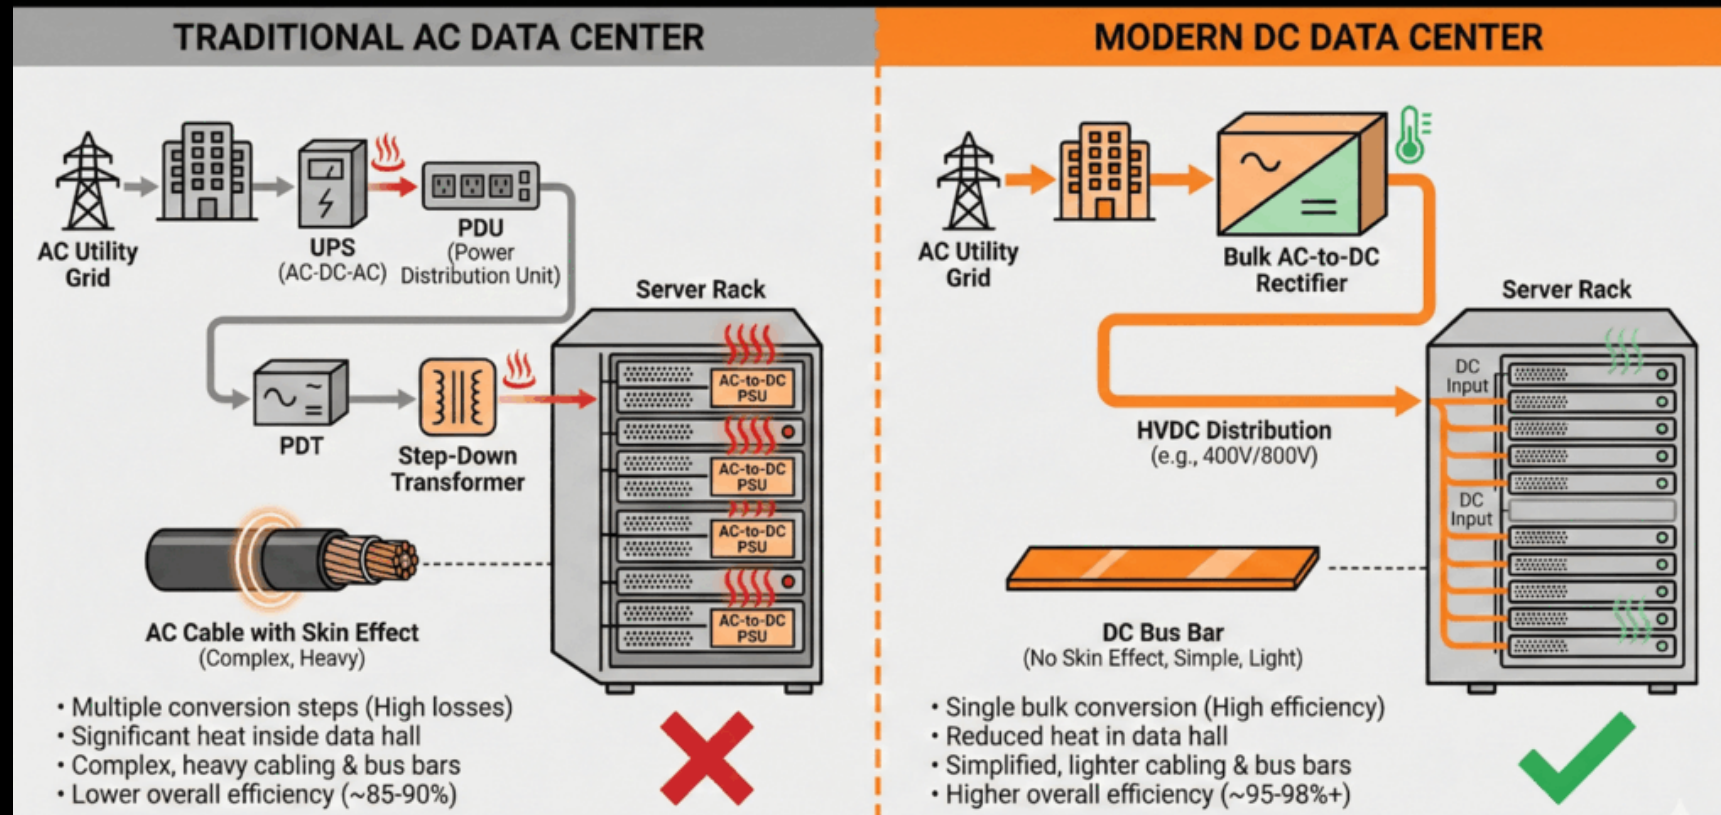 TRADITIONAL AC DATA CENTER
AC Utility
Grid
UPS
(AC-DC-AC)
PDU
(Power
Distribution Unit)
Server Rack
PDT
Step-Down
Transformer
AC-to-DC
PSU
AC-to-DC
PSU
AC-to-DC
PSU
AC-to-DC
PSU
AC Cable with Skin Effect
(Complex, Heavy)
• Multiple conversion steps (High losses)
• Significant heat inside data hall
• Complex, heavy cabling & bus bars
• Lower overall efficiency (~85-90%)
MODERN DC DATA CENTER
AC Utility
Grid
Bulk AC-to-DC
Rectifier
Server Rack
DC
Input
HVDC Distribution
(e.g., 400V/800V)
DC
Input
DC Bus Bar
(No Skin Effect, Simple, Light)
• Single bulk conversion (High efficiency)
• Reduced heat in data hall
• Simplified, lighter cabling & bus bars
• Higher overall efficiency (~95-98%+)